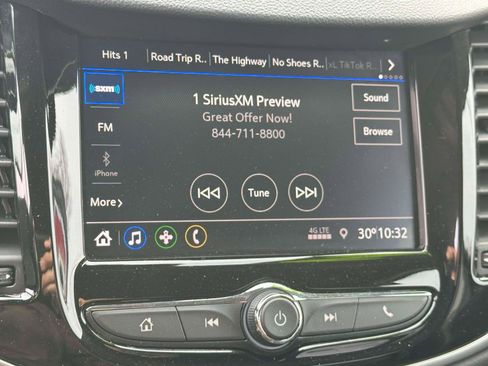 Hits 1 Road Trip R.. The Highway No Shoes R.. xL TikTok R..
sxm
1 SiriusXM Preview
Sound
Great Offer Now!
FM
844-711-8800
Browse
iPhone
Tune
More
4G LTE
30° 10:32